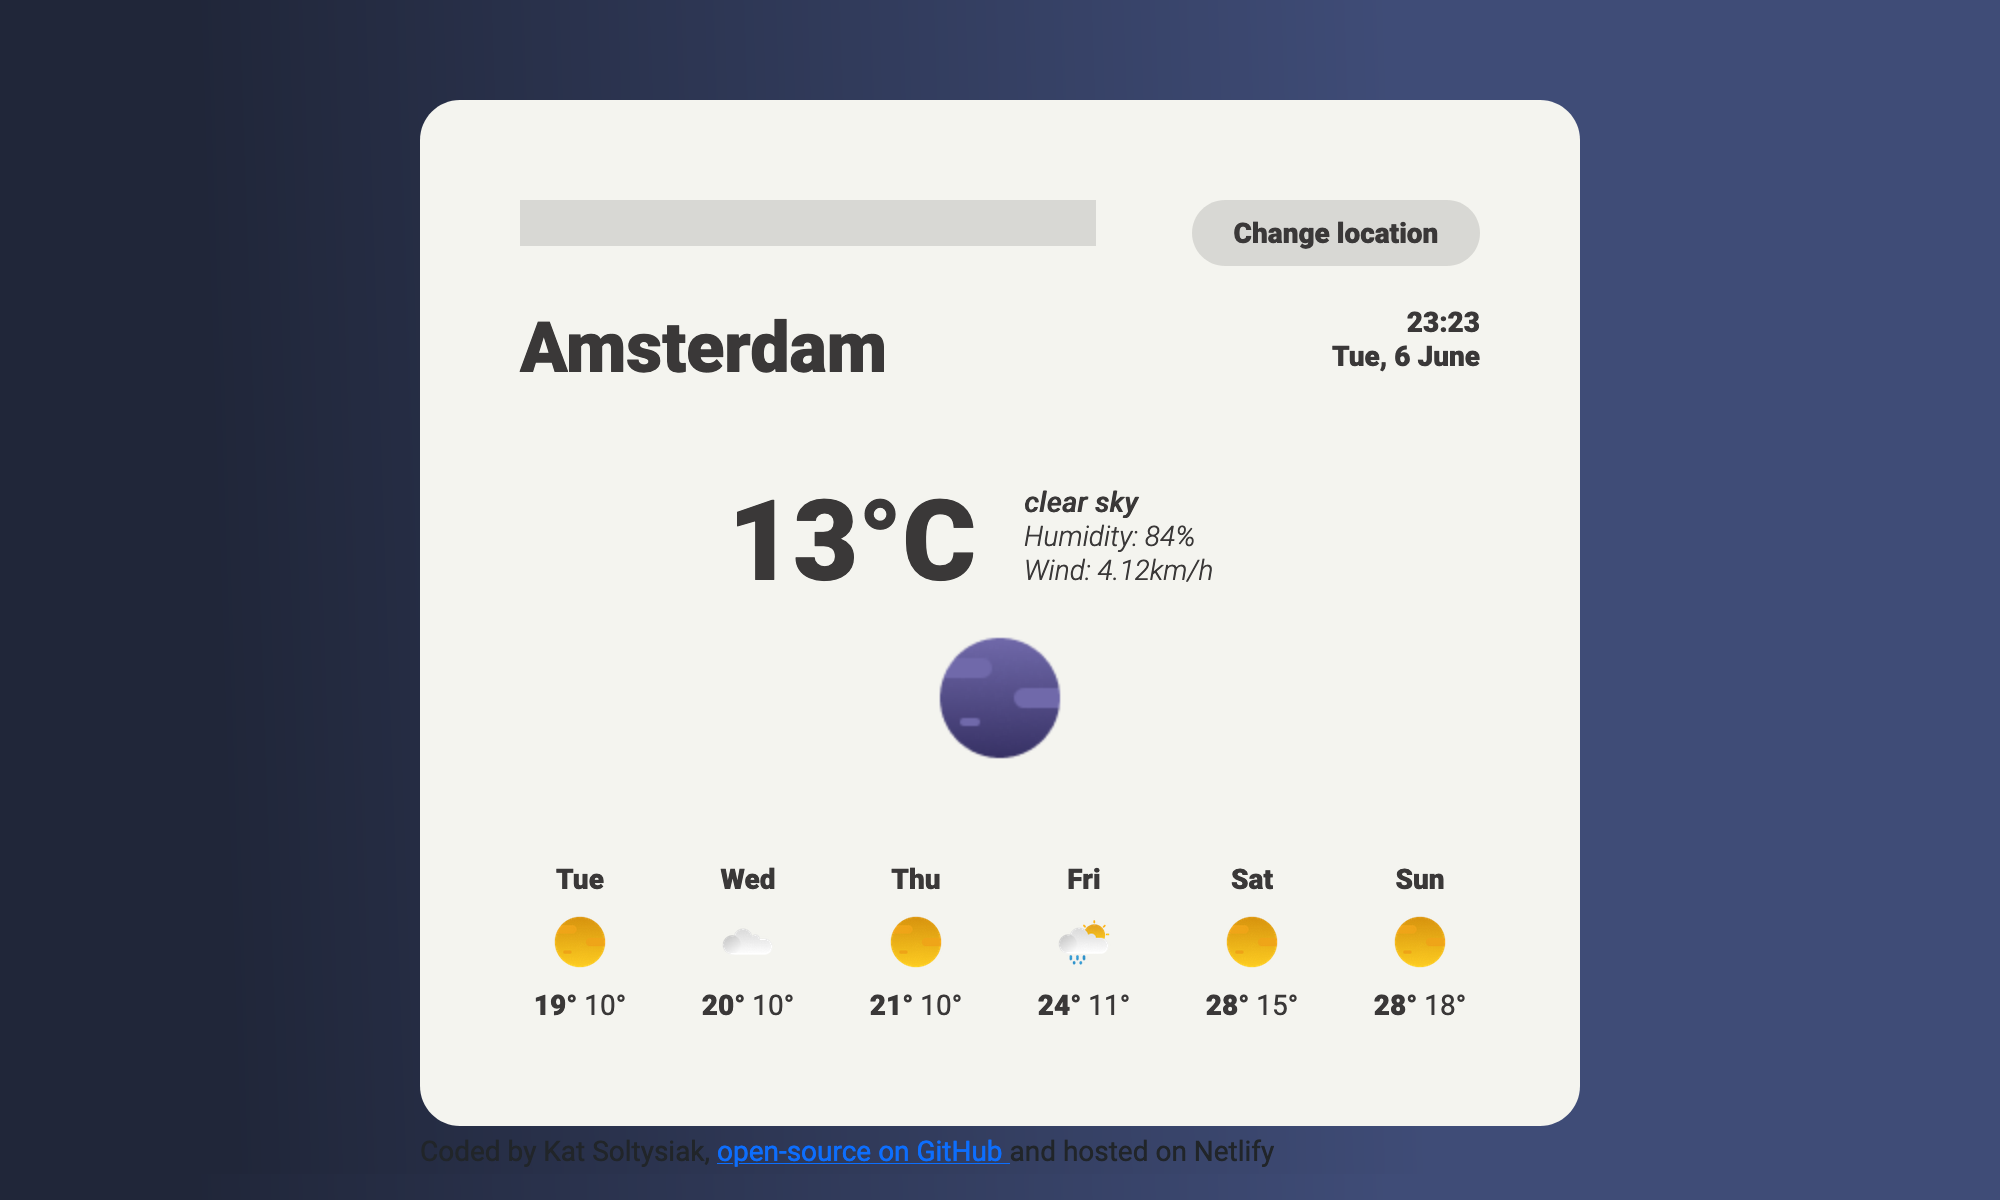 Change location
Amsterdam
23:23
Tue, 6 June
13°C
clear sky
Humidity: 84%
Wind: 4.12km/h
Tue Wed Thu Fri Sat Sun
19° 10° 20° 10° 21° 10° 24° 11° 28° 15° 28° 18°
Coded by Kat Soltysiak, open-source on GitHub and hosted on Netlify